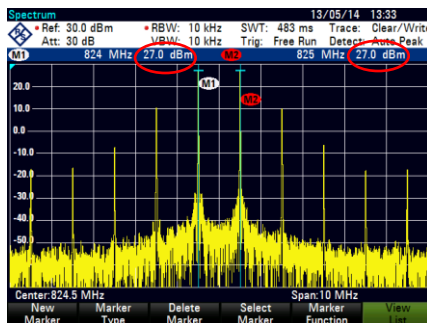 Spectrum 13/05/14 13:33
Ref: 30.0 dBm RBW: 10 kHz SWT: 483 ms Trace: Clear/Write
Att: 30 dB VBW: 10 kHz Trig: Free Run Detect: Auto Peak
M1 824 MHz 27.0 dBm M2 825 MHz 27.0 dBm
20.0
M1
M2
10.0
0.0
-10.0
-20.0
-30.0
-40.0
-50.0
Center:824.5 MHz Span:10 MHz
New Marker Delete Select Marker View
Marker Type Marker Marker Function List